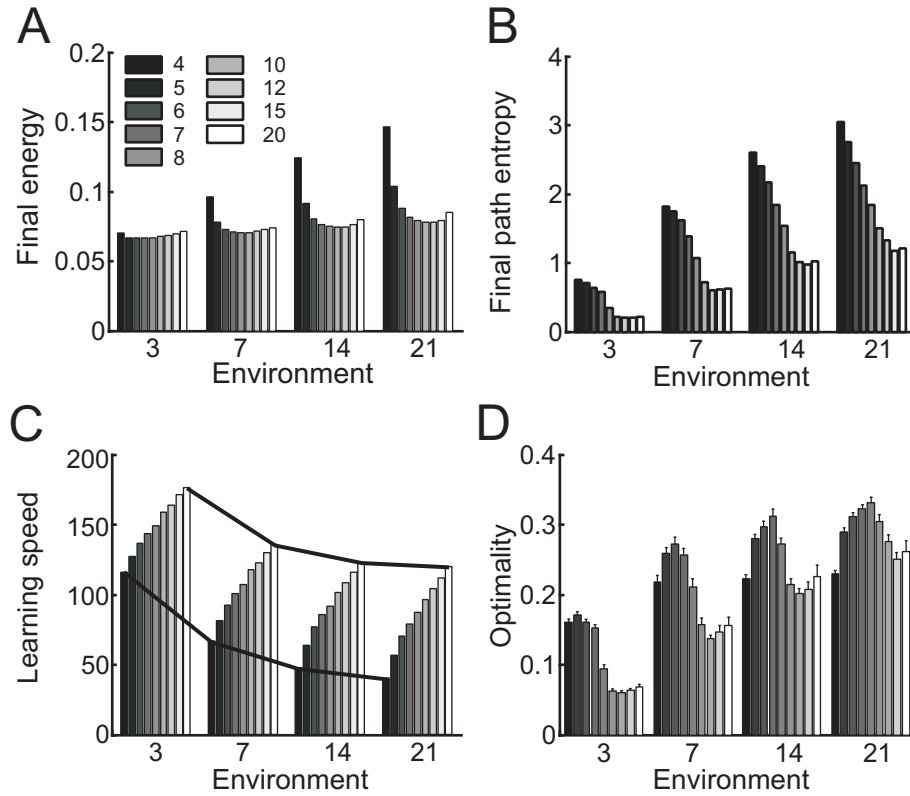 A
Final energy
0.2
0.15
0.1
0.05
0
4
5
6
7
8
10
12
15
20
3 7 14 21
Environment
B
Final path entropy
4
3
2
1
0
3 7 14 21
Environment
C
Learning speed
200
150
100
50
0
3 7 14 21
Environment
D
Optimality
0.4
0.3
0.2
0.1
0
3 7 14 21
Environment